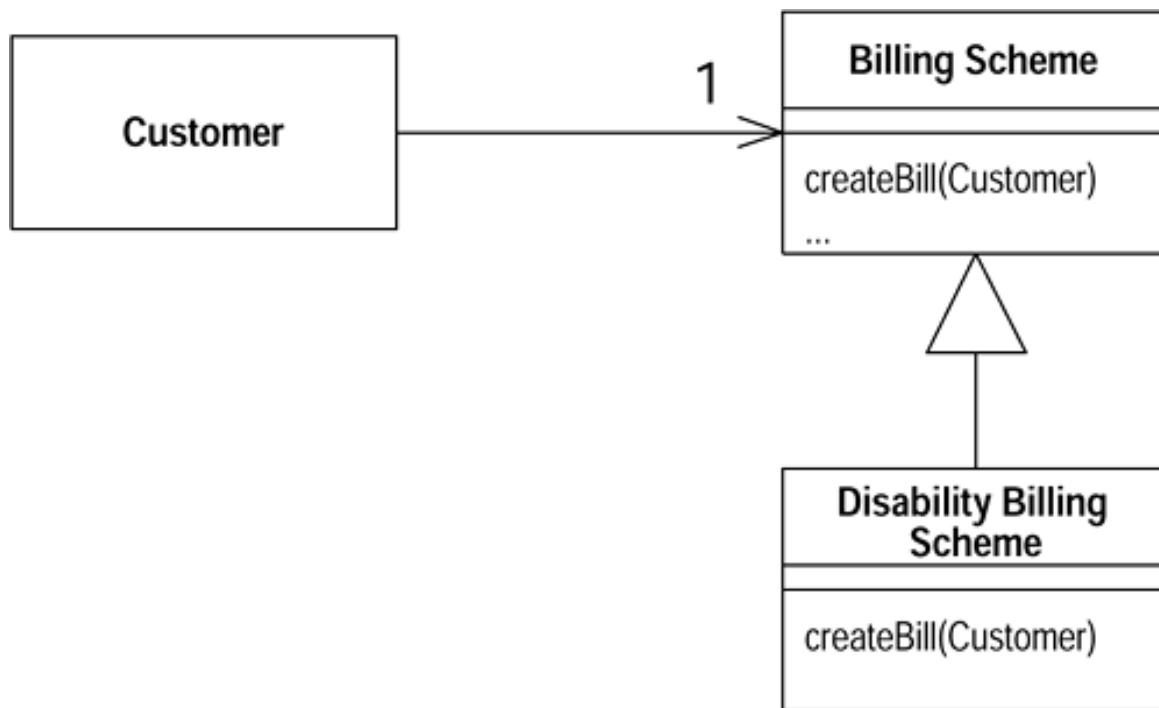 Customer
1
Billing Scheme
createBill(Customer)
...
Disability Billing
Scheme
createBill(Customer)